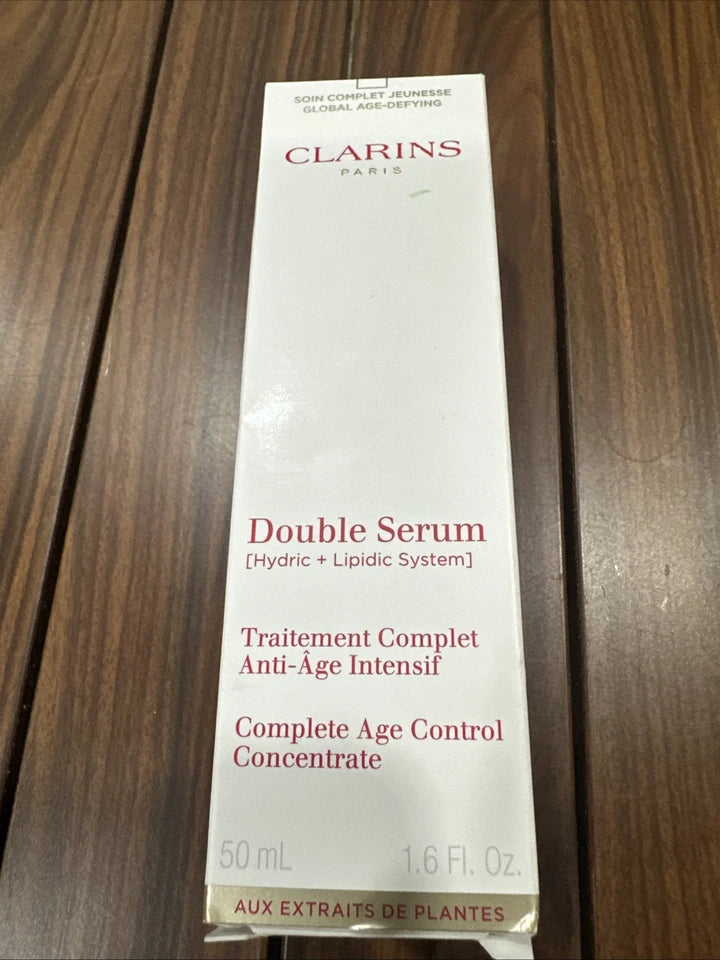 SOIN COMPLET JEUNESSE
GLOBAL AGE-DEFYING
CLARINS
PARIS
Double Serum
[Hydric + Lipidic System]
Traitement Complet
Anti-Âge Intensif
Complete Age Control
Concentrate
50 mL 1.6 Fl. Oz.
AUX EXTRAITS DE PLANTES